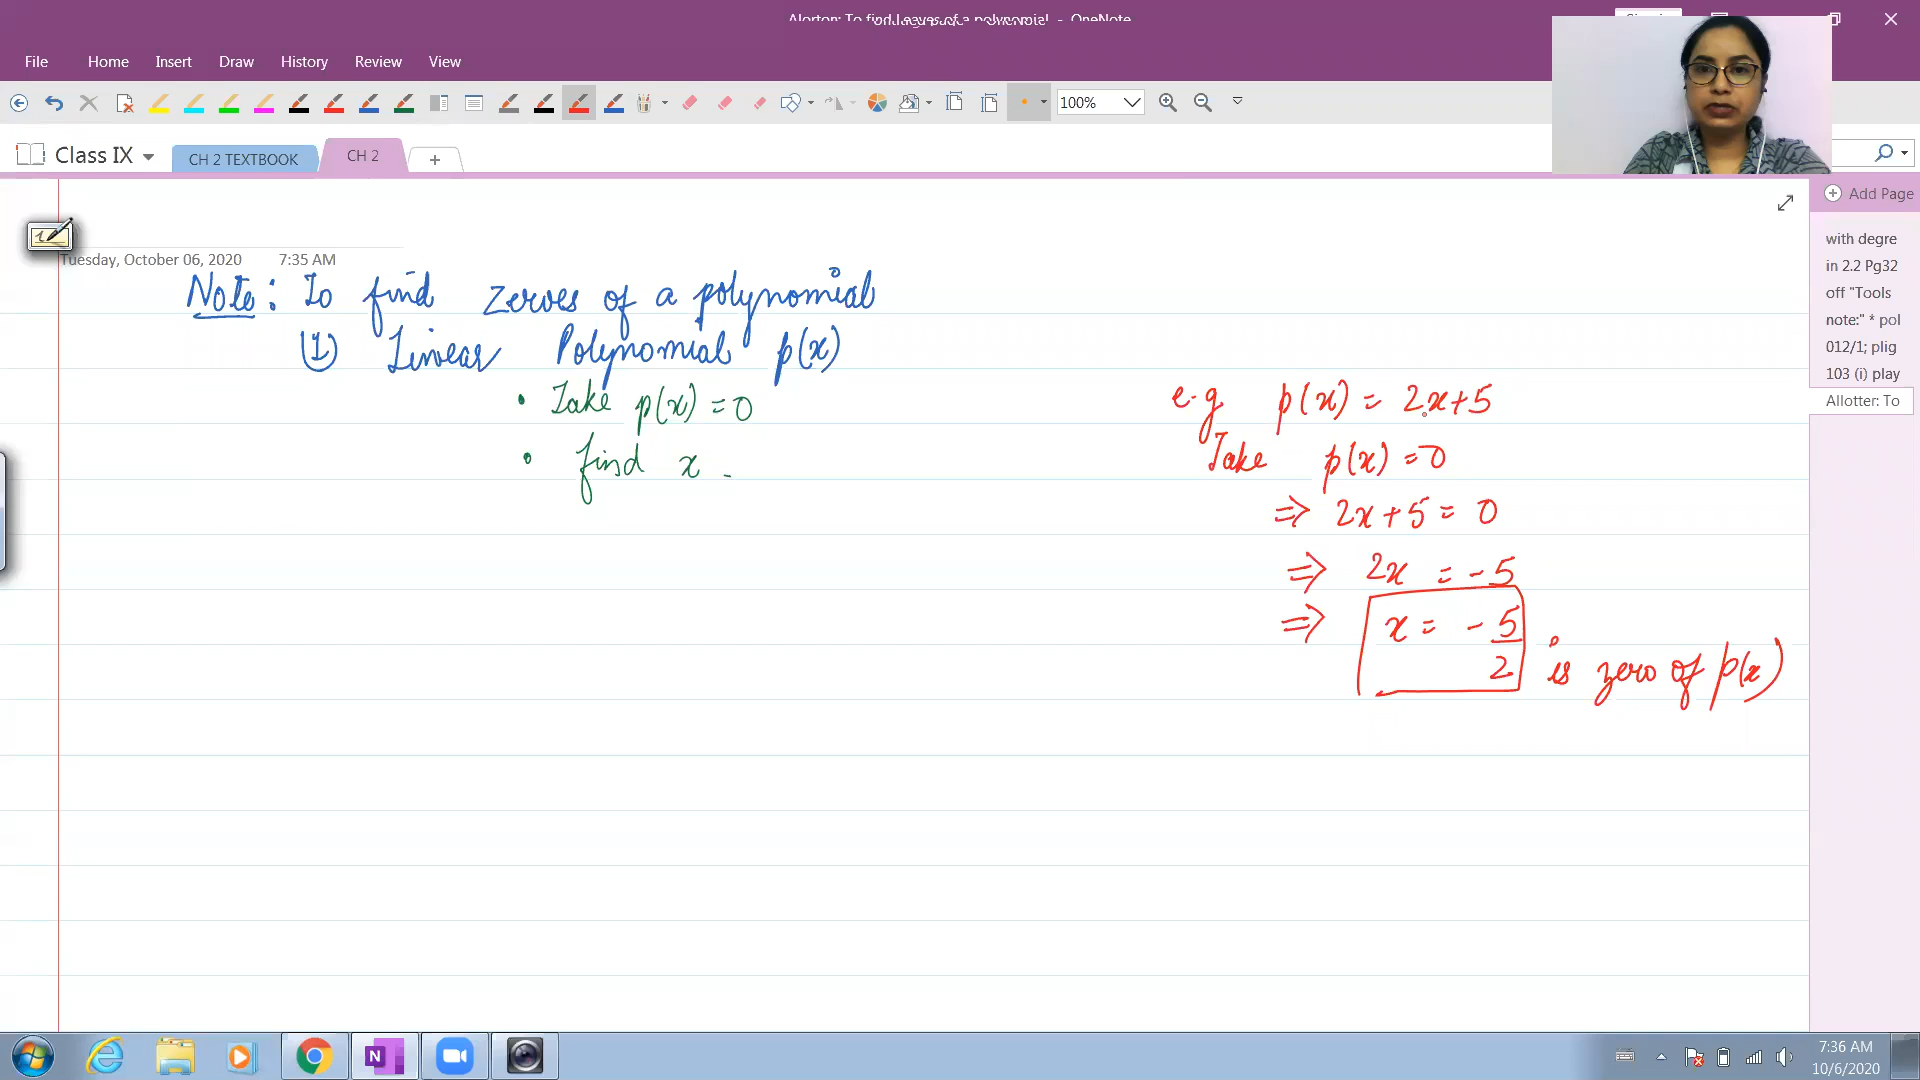 File Home Insert Draw History Review View
100%
Class IX CH 2 TEXTBOOK CH 2
Add Page
with degre
in 2.2 Pg32
off "Tools
note:" * pol
012/1; plig
103 (i) play
Allotter: To
Tuesday, October 06, 2020 7:35 AM
Note: To find zeroes of a polynomial
(1) Linear Polynomial p(x)
• Take p(x) = 0
• find x -
e.g p(x) = 2x+5
Take p(x) = 0
⇒ 2x + 5 = 0
⇒ 2x = -5
⇒ x = -5/2 is zero of p(x)
7:36 AM
10/6/2020